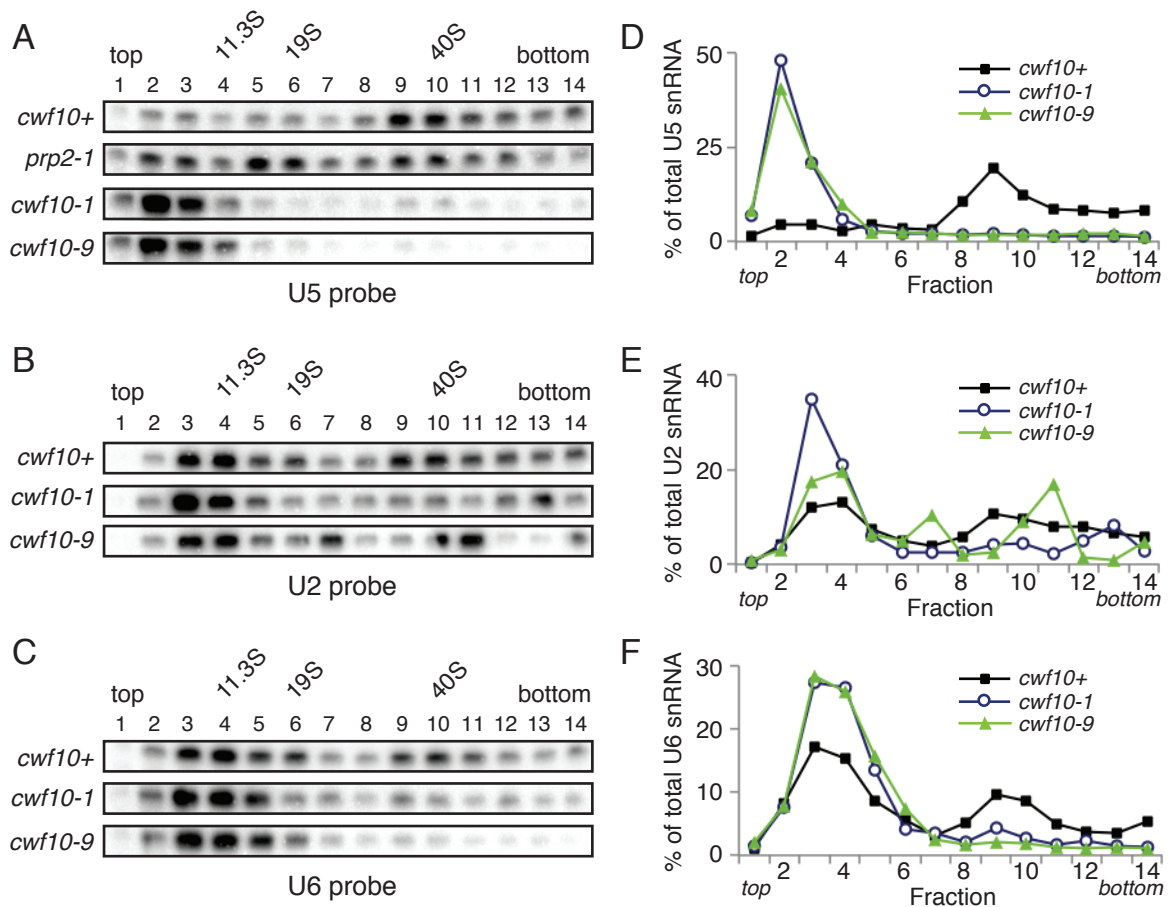 A
top 11.3S 19S 40S bottom
1 2 3 4 5 6 7 8 9 10 11 12 13 14
cwf10+
prp2-1
cwf10-1
cwf10-9
U5 probe
B
top 11.3S 19S 40S bottom
1 2 3 4 5 6 7 8 9 10 11 12 13 14
cwf10+
cwf10-1
cwf10-9
U2 probe
C
top 11.3S 19S 40S bottom
1 2 3 4 5 6 7 8 9 10 11 12 13 14
cwf10+
cwf10-1
cwf10-9
U6 probe
D
% of total U5 snRNA
50
25
0
cwf10+
cwf10-1
cwf10-9
2 4 6 8 10 12 14
top Fraction bottom
E
% of total U2 snRNA
40
20
0
cwf10+
cwf10-1
cwf10-9
2 4 6 8 10 12 14
top Fraction bottom
F
% of total U6 snRNA
30
20
10
0
cwf10+
cwf10-1
cwf10-9
2 4 6 8 10 12 14
top Fraction bottom